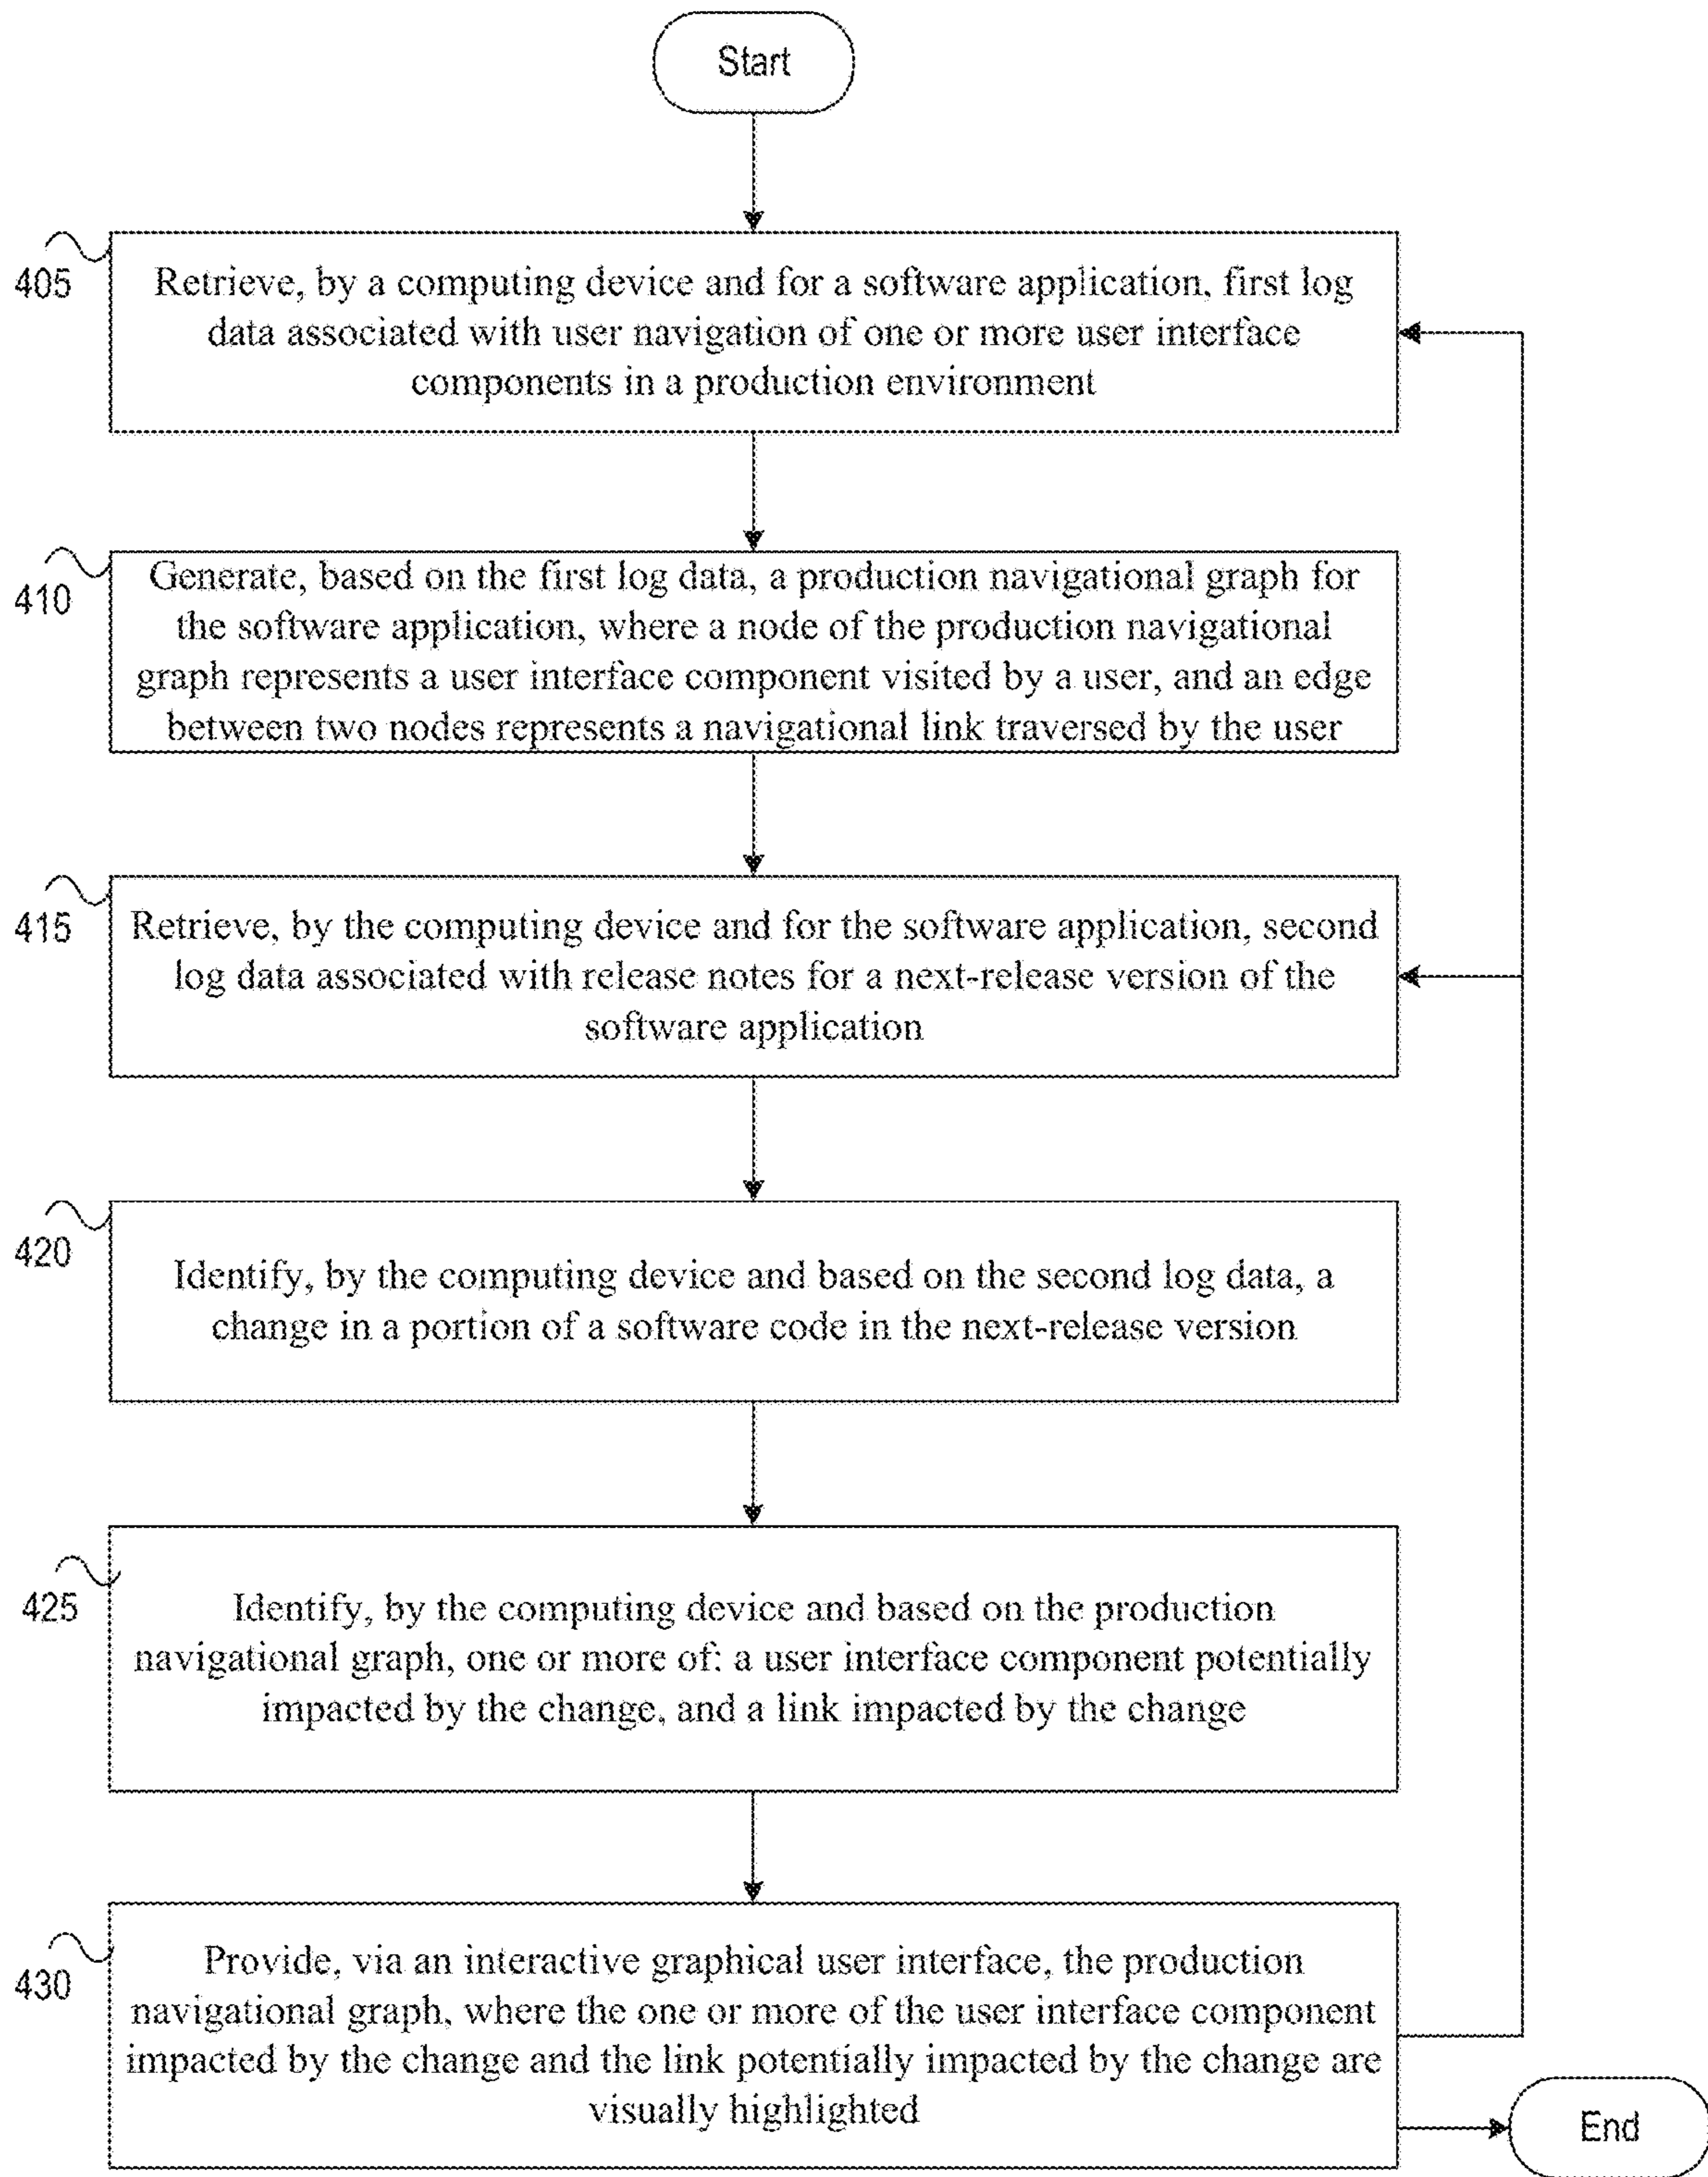 Start
405
Retrieve, by a computing device and for a software application, first log
data associated with user navigation of one or more user interface
components in a production environment
410
Generate, based on the first log data, a production navigational graph for
the software application, where a node of the production navigational
graph represents a user interface component visited by a user, and an edge
between two nodes represents a navigational link traversed by the user
415
Retrieve, by the computing device and for the software application, second
log data associated with release notes for a next-release version of the
software application
420
Identify, by the computing device and based on the second log data, a
change in a portion of a software code in the next-release version
425
Identify, by the computing device and based on the production
navigational graph, one or more of: a user interface component potentially
impacted by the change, and a link impacted by the change
430
Provide, via an interactive graphical user interface, the production
navigational graph, where the one or more of the user interface component
impacted by the change and the link potentially impacted by the change are
visually highlighted
End